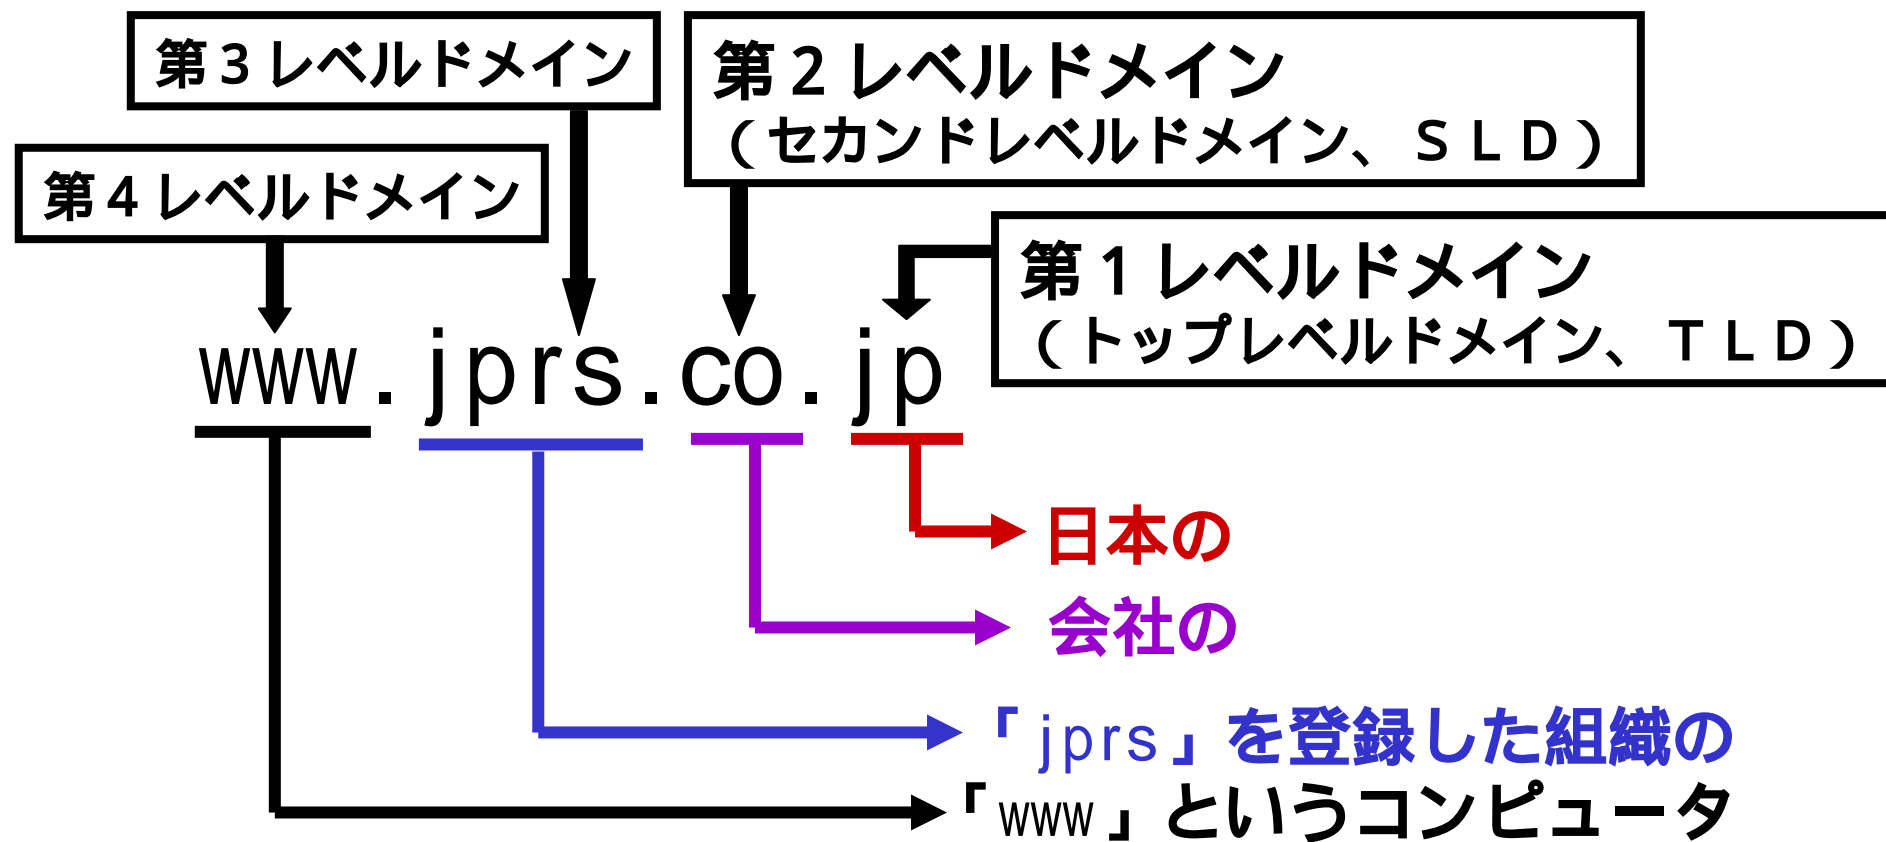 第３レベルドメイン
第２レベルドメイン
（セカンドレベルドメイン、ＳＬＤ）
第４レベルドメイン
第１レベルドメイン
（トップレベルドメイン、ＴＬＤ）
www.jprs.co.jp
日本の
会社の
「jprs」を登録した組織の
「www」というコンピュータ